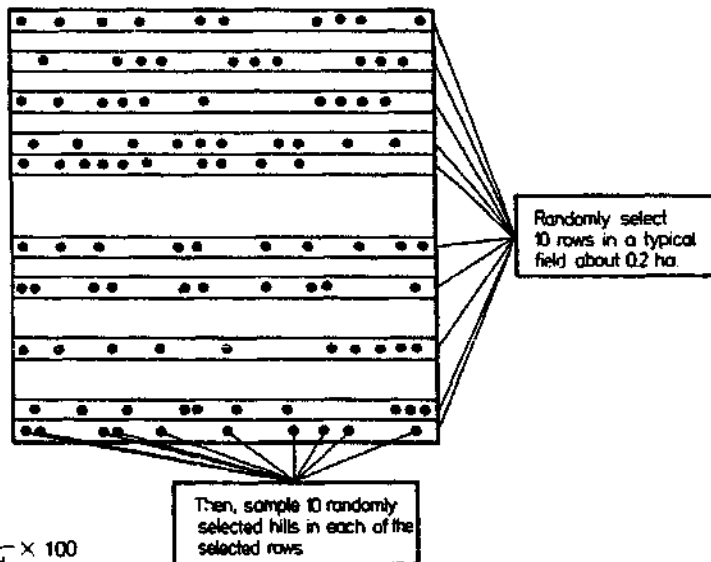 Randomly select
10 rows in a typical
field about 0.2 ha.
Then, sample 10 randomly
selected hills in each of the
selected rows
× 100